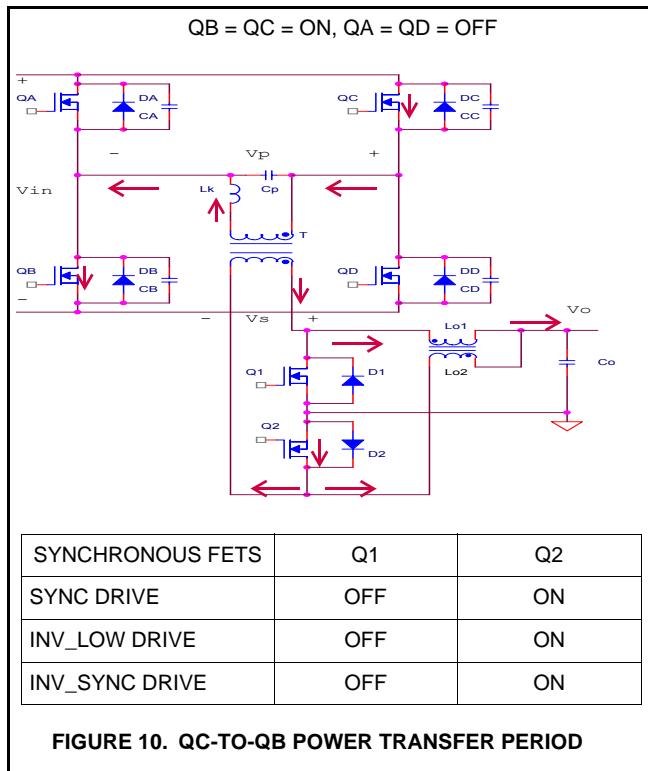 QB = QC = ON, QA = QD = OFF
+
QA
DA
CA
QC
DC
CC
- Vp +
Vin
Lk
Cp
T
QB
DB
CB
QD
DD
CD
-
- Vs +
Lo1
Vo
Lo2
Co
Q1
D1
Q2
D2
SYNCHRONOUS FETS Q1 Q2
SYNC DRIVE OFF ON
INV_LOW DRIVE OFF ON
INV_SYNC DRIVE OFF ON
FIGURE 10. QC-TO-QB POWER TRANSFER PERIOD